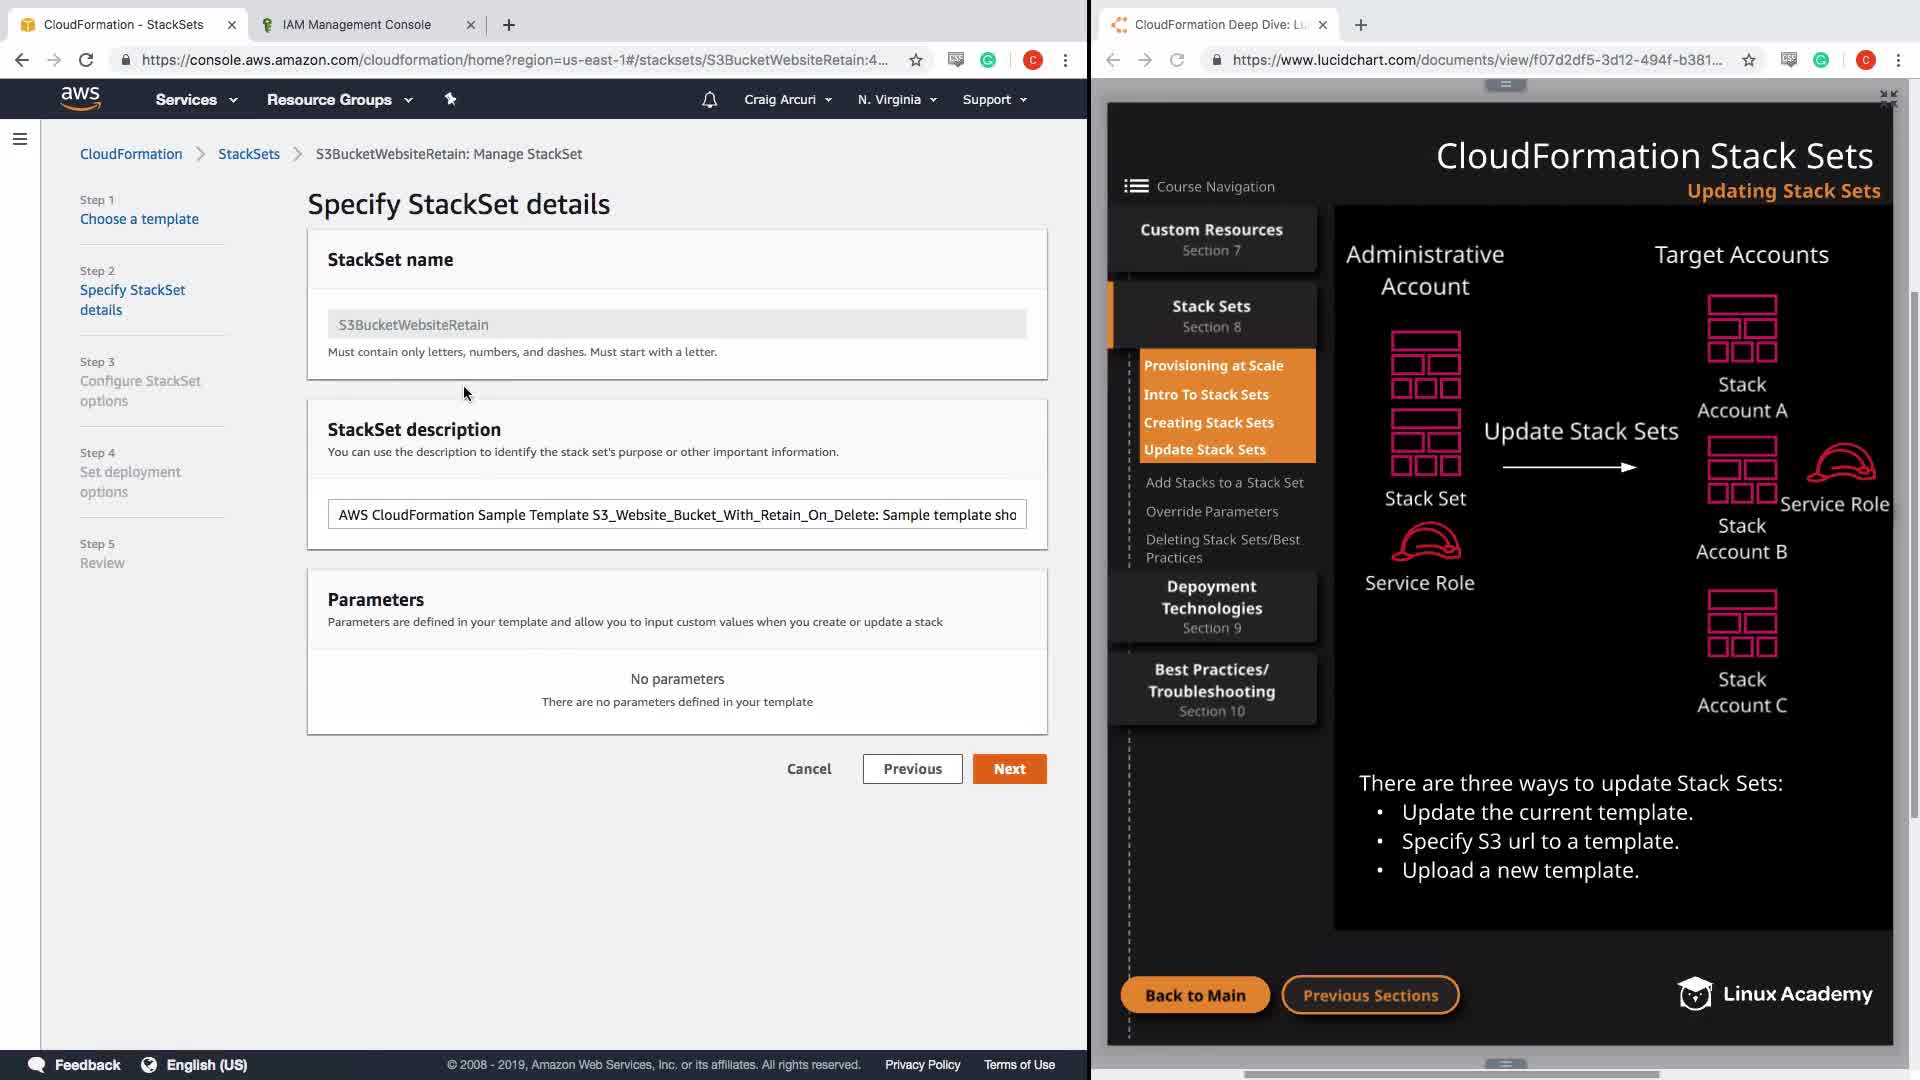 CloudFormation - StackSets
IAM Management Console
https://console.aws.amazon.com/cloudformation/home?region=us-east-1#/stacksets/S3BucketWebsiteRetain:4...
C
aws
Services
Resource Groups
Craig Arcuri
N. Virginia
Support
CloudFormation
StackSets
S3BucketWebsiteRetain: Manage StackSet
Step 1
Choose a template
Step 2
Specify StackSet
details
Step 3
Configure StackSet
options
Step 4
Set deployment
options
Step 5
Review
Specify StackSet details
StackSet name
S3BucketWebsiteRetain
Must contain only letters, numbers, and dashes. Must start with a letter.
StackSet description
You can use the description to identify the stack set's purpose or other important information.
AWS CloudFormation Sample Template S3_Website_Bucket_With_Retain_On_Delete: Sample template sho
Parameters
Parameters are defined in your template and allow you to input custom values when you create or update a stack
No parameters
There are no parameters defined in your template
Cancel
Previous
Next
Feedback
English (US)
© 2008 - 2019, Amazon Web Services, Inc. or its affiliates. All rights reserved.
Privacy Policy
Terms of Use
CloudFormation Deep Dive: Lu
https://www.lucidchart.com/documents/view/f07d2df5-3d12-494f-b381...
C
CloudFormation Stack Sets
Updating Stack Sets
Course Navigation
Custom Resources
Section 7
Stack Sets
Section 8
Provisioning at Scale
Intro To Stack Sets
Creating Stack Sets
Update Stack Sets
Add Stacks to a Stack Set
Override Parameters
Deleting Stack Sets/Best
Practices
Depoyment
Technologies
Section 9
Best Practices/
Troubleshooting
Section 10
Administrative
Account
Stack Set
Service Role
Update Stack Sets
Target Accounts
Stack
Account A
Stack
Account B
Service Role
Stack
Account C
There are three ways to update Stack Sets:
• Update the current template.
• Specify S3 url to a template.
• Upload a new template.
Back to Main
Previous Sections
Linux Academy